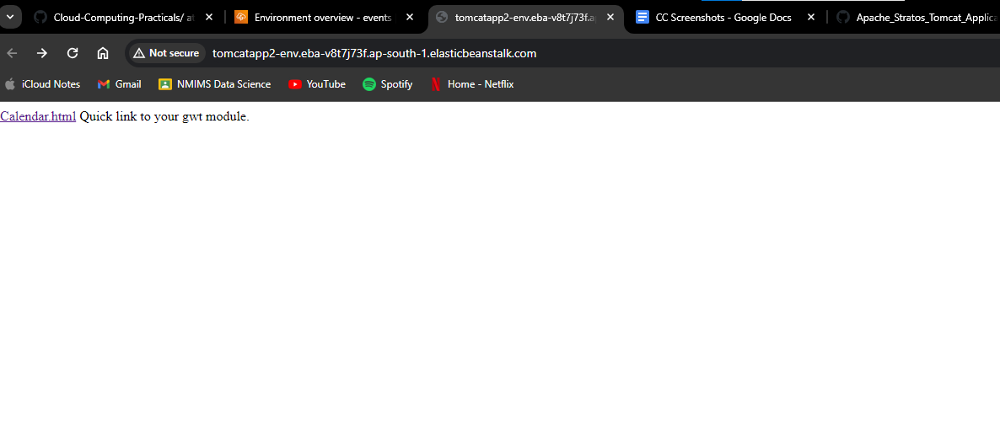 Cloud-Computing-Practicals/ at
Environment overview - events
tomcatapp2-env.eba-v8t7j73f.ap
CC Screenshots - Google Docs
Apache_Stratos_Tomcat_Applica
Not secure
tomcatapp2-env.eba-v8t7j73f.ap-south-1.elasticbeanstalk.com
iCloud Notes
Gmail
NMIMS Data Science
YouTube
Spotify
Home - Netflix
Calendar.html Quick link to your gwt module.